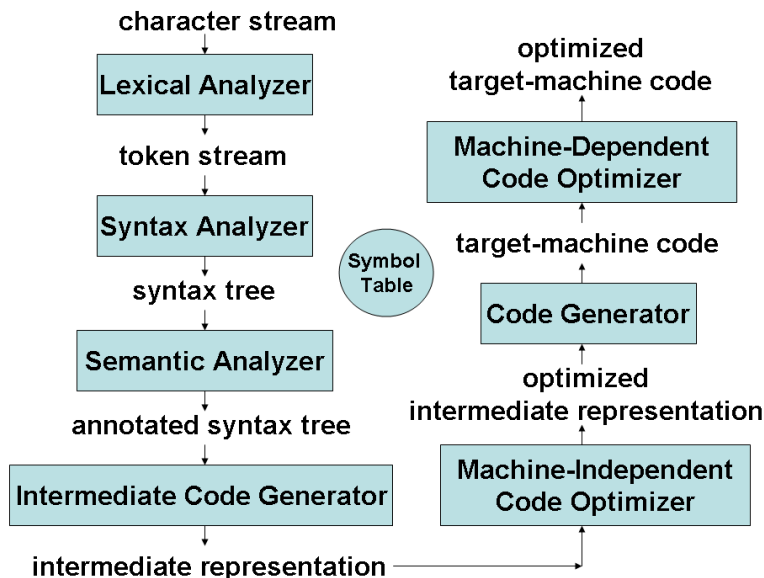 character stream
Lexical Analyzer
token stream
Syntax Analyzer
syntax tree
Semantic Analyzer
annotated syntax tree
Intermediate Code Generator
intermediate representation
Symbol
Table
optimized
target-machine code
Machine-Dependent
Code Optimizer
target-machine code
Code Generator
optimized
intermediate representation
Machine-Independent
Code Optimizer